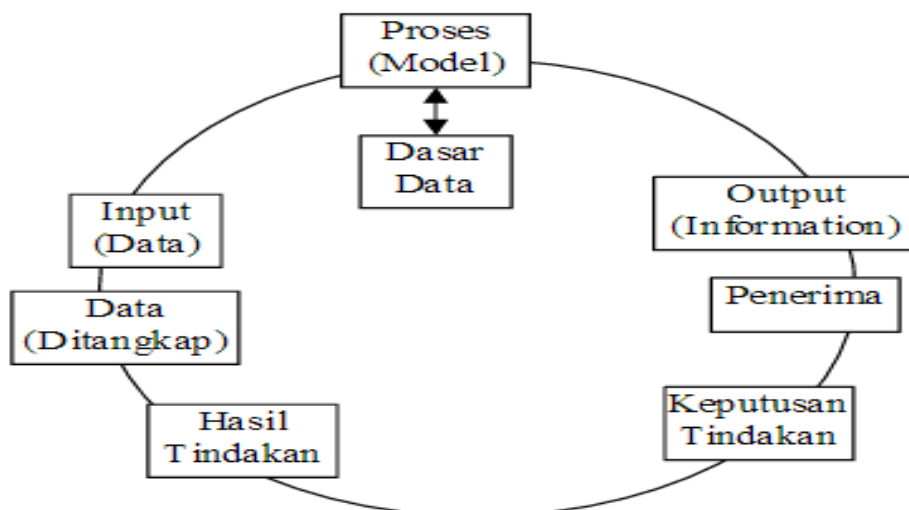 Proses
(Model)
Dasar
Data
Input
(Data)
Output
(Information)
Data
(Ditangkap)
Penerima
Hasil
Tindakan
Keputusan
Tindakan